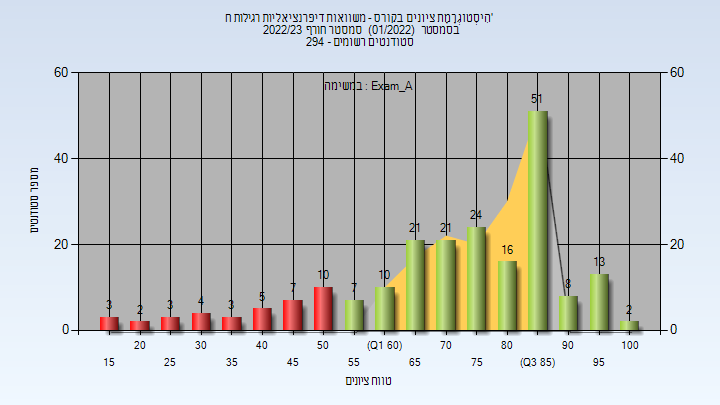 הִיסְטוֹגְרָמַת ציונים בקורס - משוואות דיפרנציאליות רגילות ח'
בסמסטר (01/2022) סמסטר חורף 2022/23
סטודנטים רשומים - 294
במשימה : Exam_A
60 60
40 40
20 20
0 0
מספר סטודנטים
3 2 3 4 3 5 7 10 7 10 21 21 24 16 51 8 13 2
20 30 40 50 (Q1 60) 70 80 90 100
15 25 35 45 55 65 75 (Q3 85) 95
טווח ציונים